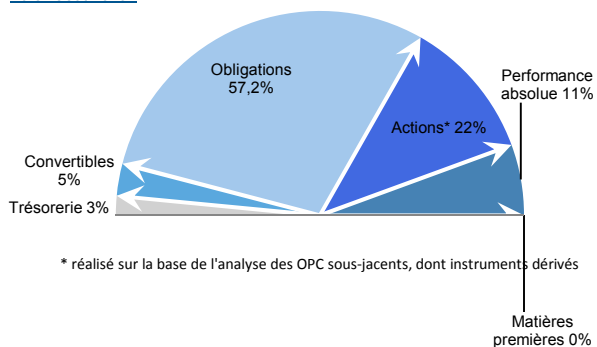 Obligations
57,2%
Performance
absolue 11%
Actions* 22%
Convertibles
5%
Trésorerie 3%
* réalisé sur la base de l'analyse des OPC sous-jacents, dont instruments dérivés
Matières
premières 0%